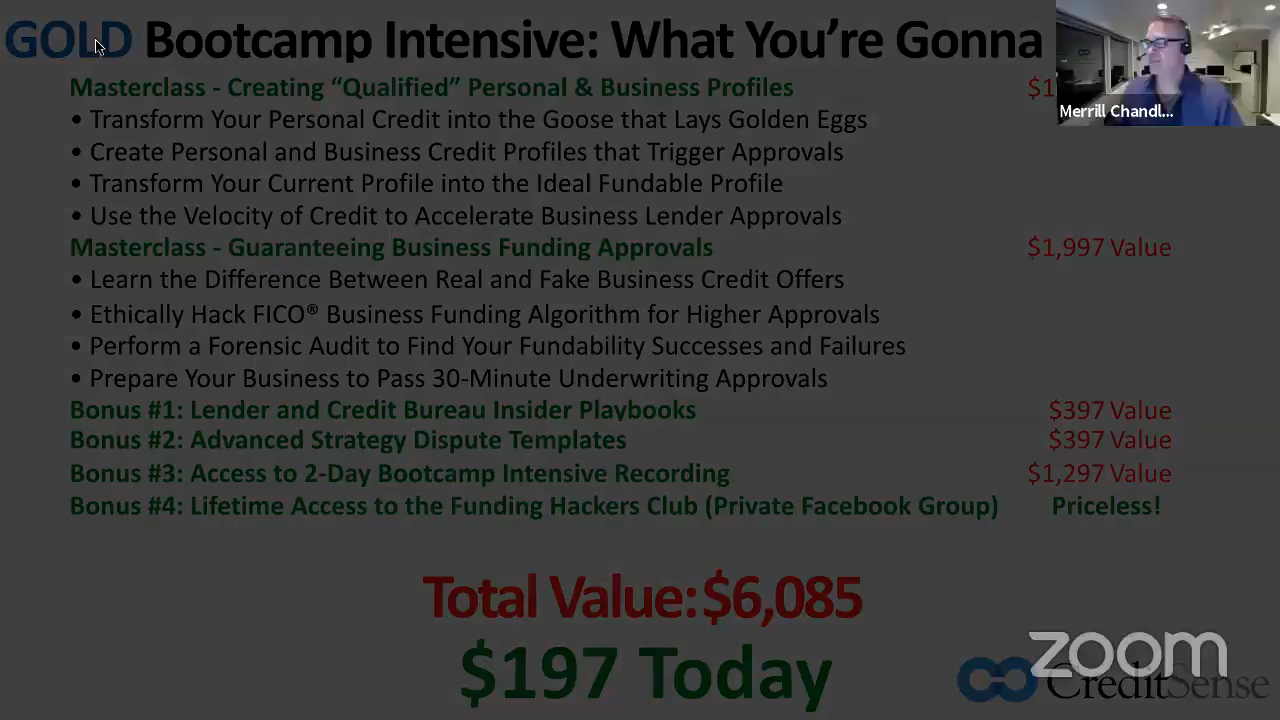 GOLD Bootcamp Intensive: What You're Gonna
Masterclass - Creating “Qualified” Personal & Business Profiles $1
Merrill Chandl...
• Transform Your Personal Credit into the Goose that Lays Golden Eggs
• Create Personal and Business Credit Profiles that Trigger Approvals
• Transform Your Current Profile into the Ideal Fundable Profile
• Use the Velocity of Credit to Accelerate Business Lender Approvals
Masterclass - Guaranteeing Business Funding Approvals $1,997 Value
• Learn the Difference Between Real and Fake Business Credit Offers
• Ethically Hack FICO® Business Funding Algorithm for Higher Approvals
• Perform a Forensic Audit to Find Your Fundability Successes and Failures
• Prepare Your Business to Pass 30-Minute Underwriting Approvals
Bonus #1: Lender and Credit Bureau Insider Playbooks $397 Value
Bonus #2: Advanced Strategy Dispute Templates $397 Value
Bonus #3: Access to 2-Day Bootcamp Intensive Recording $1,297 Value
Bonus #4: Lifetime Access to the Funding Hackers Club (Private Facebook Group) Priceless!
Total Value: $6,085
$197 Today
zoom
CreditSense